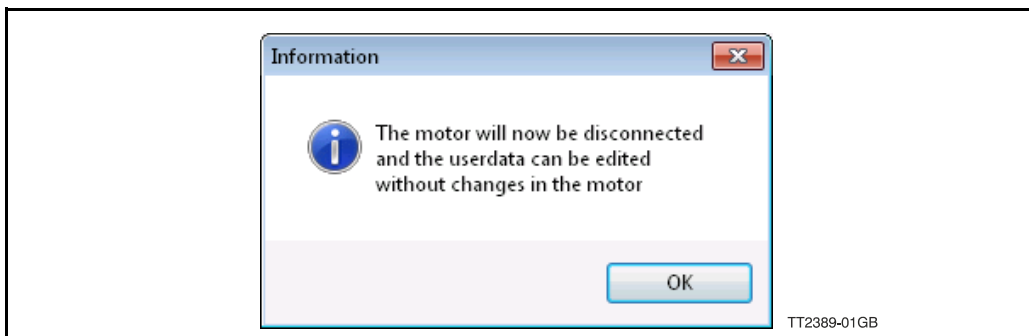 Information
The motor will now be disconnected
and the userdata can be edited
without changes in the motor
OK
TT2389-01GB